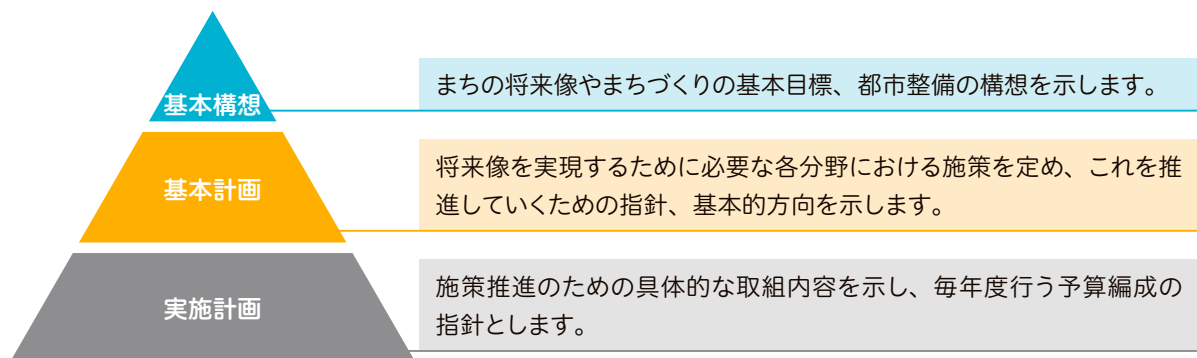 基本構想
まちの将来像やまちづくりの基本目標、都市整備の構想を示します。
基本計画
将来像を実現するために必要な各分野における施策を定め、これを推
進していくための指針、基本的方向を示します。
実施計画
施策推進のための具体的な取組内容を示し、毎年度行う予算編成の
指針とします。